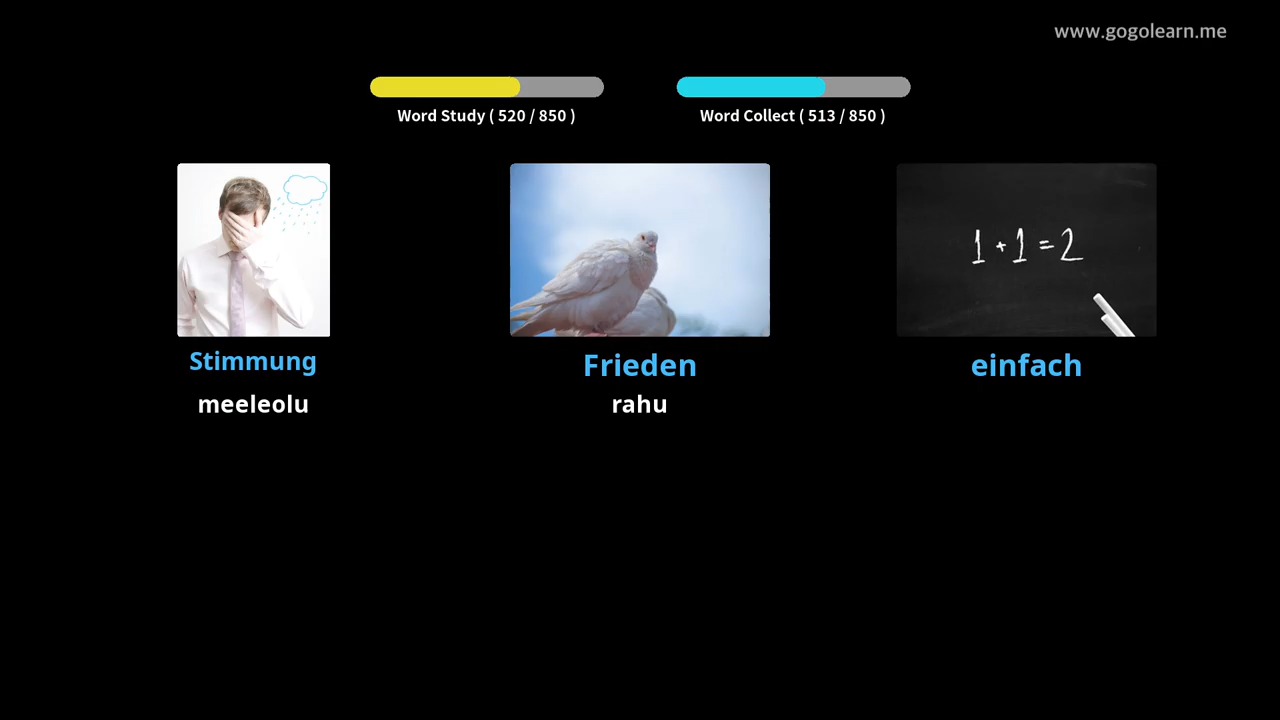 www.gogolearn.me
Word Study ( 520 / 850 )
Word Collect ( 513 / 850 )
1 + 1 = 2
Stimmung
Frieden
einfach
meeleolu
rahu